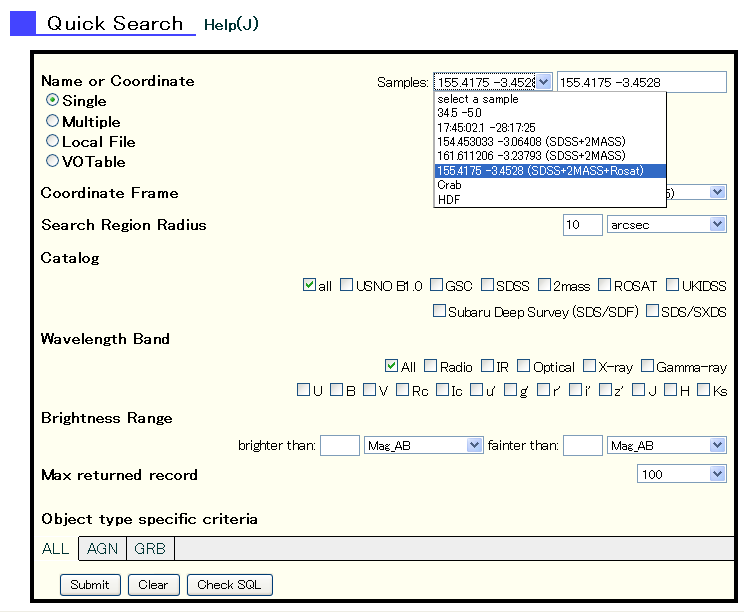 Quick Search Help(J)
Name or Coordinate
Samples: 155.4175 -3.4528 155.4175 -3.4528
Single
Multiple
Local File
VOTable
select a sample
34.5 -5.0
17:45:02.1 -28:17:25
154.453033 -3.06408 (SDSS+2MASS)
161.611206 -3.23793 (SDSS+2MASS)
155.4175 -3.4528 (SDSS+2MASS+Rosat)
Crab
HDF
Coordinate Frame
Search Region Radius 10 arcsec
Catalog
all USNO B1.0 GSC SDSS 2mass ROSAT UKIDSS
Subaru Deep Survey (SDS/SDF) SDS/SXDS
Wavelength Band
All Radio IR Optical X-ray Gamma-ray
U B V Rc Ic u' g' r' i' z' J H Ks
Brightness Range
brighter than: Mag_AB fainter than: Mag_AB
Max returned record 100
Object type specific criteria
ALL AGN GRB
Submit Clear Check SQL